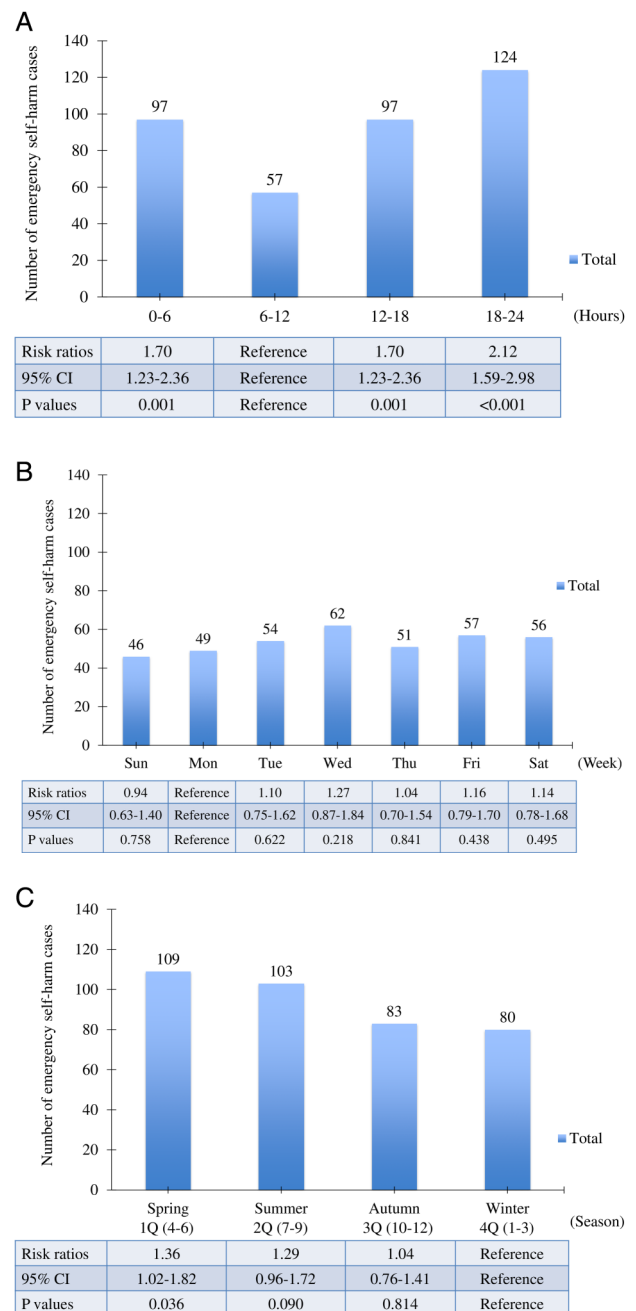 A
Number of emergency self-harm cases
140
120
100
80
60
40
20
0
97
57
97
124
Total
0-6 6-12 12-18 18-24 (Hours)
Risk ratios 1.70 Reference 1.70 2.12
95% CI 1.23-2.36 Reference 1.23-2.36 1.59-2.98
P values 0.001 Reference 0.001 <0.001
B
Number of emergency self-harm cases
140
120
100
80
60
40
20
0
46
49
54
62
51
57
56
Total
Sun Mon Tue Wed Thu Fri Sat (Week)
Risk ratios 0.94 Reference 1.10 1.27 1.04 1.16 1.14
95% CI 0.63-1.40 Reference 0.75-1.62 0.87-1.84 0.70-1.54 0.79-1.70 0.78-1.68
P values 0.758 Reference 0.622 0.218 0.841 0.438 0.495
C
Number of emergency self-harm cases
140
120
100
80
60
40
20
0
109
103
83
80
Total
Spring Summer Autumn Winter
1Q (4-6) 2Q (7-9) 3Q (10-12) 4Q (1-3) (Season)
Risk ratios 1.36 1.29 1.04 Reference
95% CI 1.02-1.82 0.96-1.72 0.76-1.41 Reference
P values 0.036 0.090 0.814 Reference